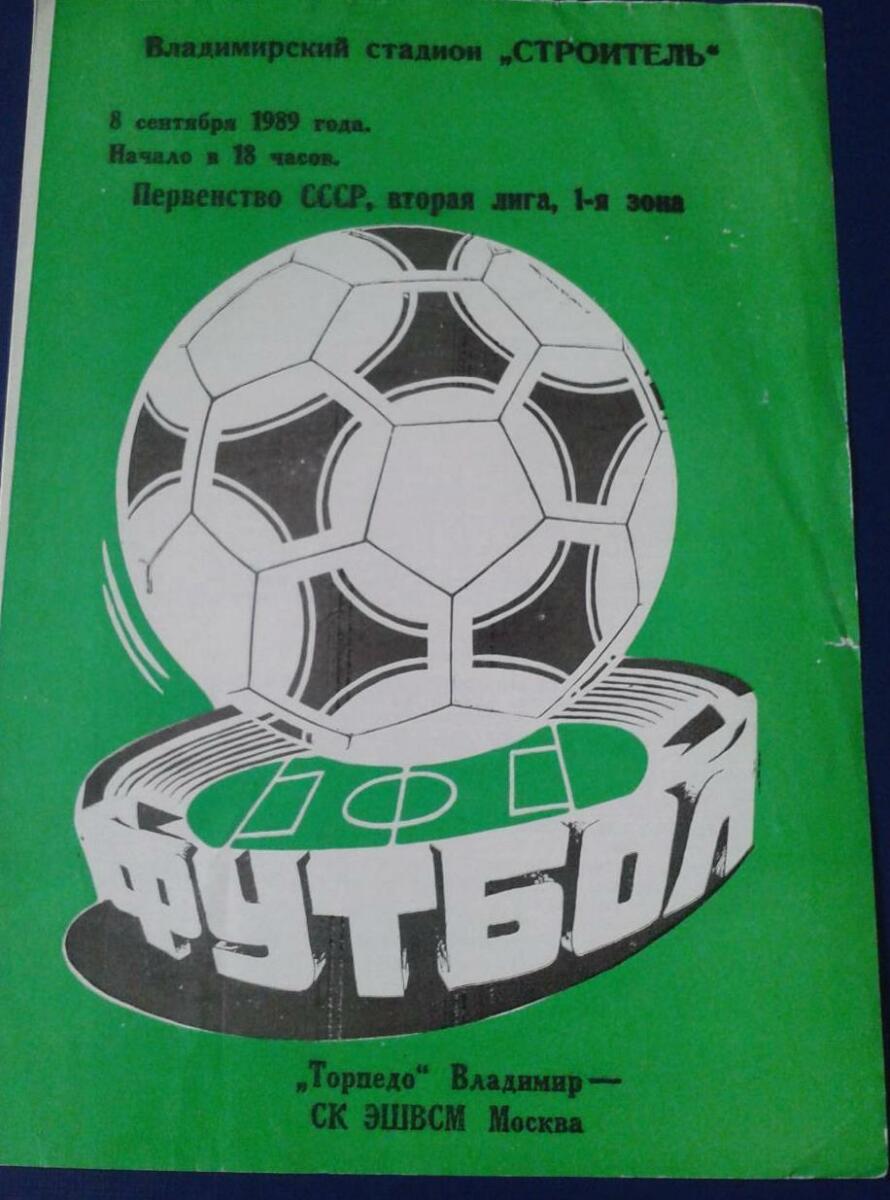 Владимирский стадион „СТРОИТЕЛЬ“
8 сентября 1989 года.
Начало в 18 часов.
Первенство СССР, вторая лига, 1-я зона
ФУТБОЛ
„Торпедо“ Владимир —
СК ЭШВСМ Москва